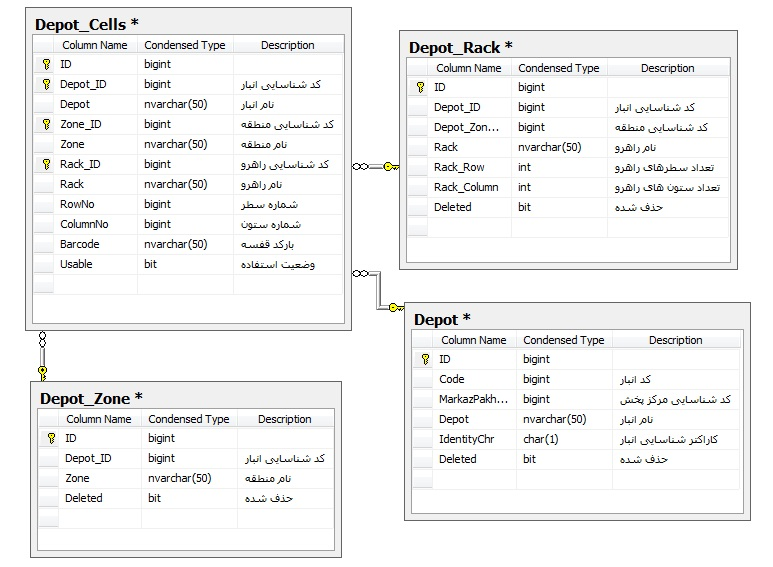 Depot_Cells *
Column Name Condensed Type Description
ID bigint
Depot_ID bigint کد شناسایی انبار
Depot nvarchar(50) نام انبار
Zone_ID bigint کد شناسایی منطقه
Zone nvarchar(50) نام منطقه
Rack_ID bigint کد شناسایی راهرو
Rack nvarchar(50) نام راهرو
RowNo bigint شماره سطر
ColumnNo bigint شماره ستون
Barcode nvarchar(50) بارکد قفسه
Usable bit وضعیت استفاده
Depot_Rack *
Column Name Condensed Type Description
ID bigint
Depot_ID bigint کد شناسایی انبار
Depot_Zon... bigint کد شناسایی منطقه
Rack nvarchar(50) نام راهرو
Rack_Row int تعداد سطرهای راهرو
Rack_Column int تعداد ستون های راهرو
Deleted bit حذف شده
Depot *
Column Name Condensed Type Description
ID bigint
Code bigint کد انبار
MarkazPakh... bigint کد شناسایی مرکز پخش
Depot nvarchar(50) نام انبار
IdentityChr char(1) کاراکتر شناسایی انبار
Deleted bit حذف شده
Depot_Zone *
Column Name Condensed Type Description
ID bigint
Depot_ID bigint کد شناسایی انبار
Zone nvarchar(50) نام منطقه
Deleted bit حذف شده